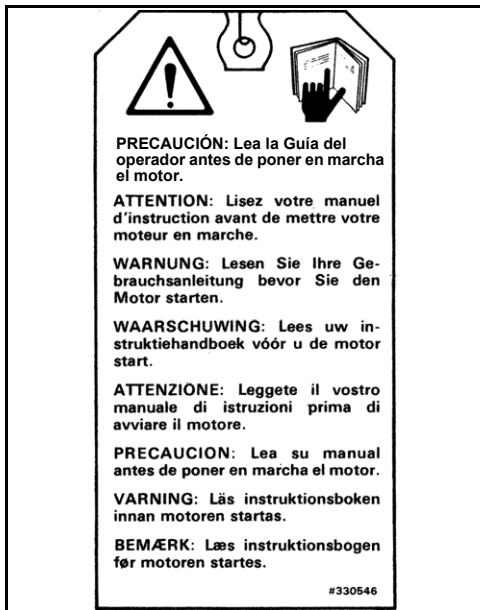 PRECAUCIÓN: Lea la Guía del
operador antes de poner en marcha
el motor.
ATTENTION: Lisez votre manuel
d'instruction avant de mettre votre
moteur en marche.
WARNUNG: Lesen Sie Ihre Ge-
brauchsanleitung bevor Sie den
Motor starten.
WAARSCHUWING: Lees uw in-
struktiehandboek vóór u de motor
start.
ATTENZIONE: Leggete il vostro
manuale di istruzioni prima di
avviare il motore.
PRECAUCION: Lea su manual
antes de poner en marcha el motor.
VARNING: Läs instruktionsboken
innan motoren startas.
BEMÆRK: Læs instruktionsbogen
før motoren startes.
#330546